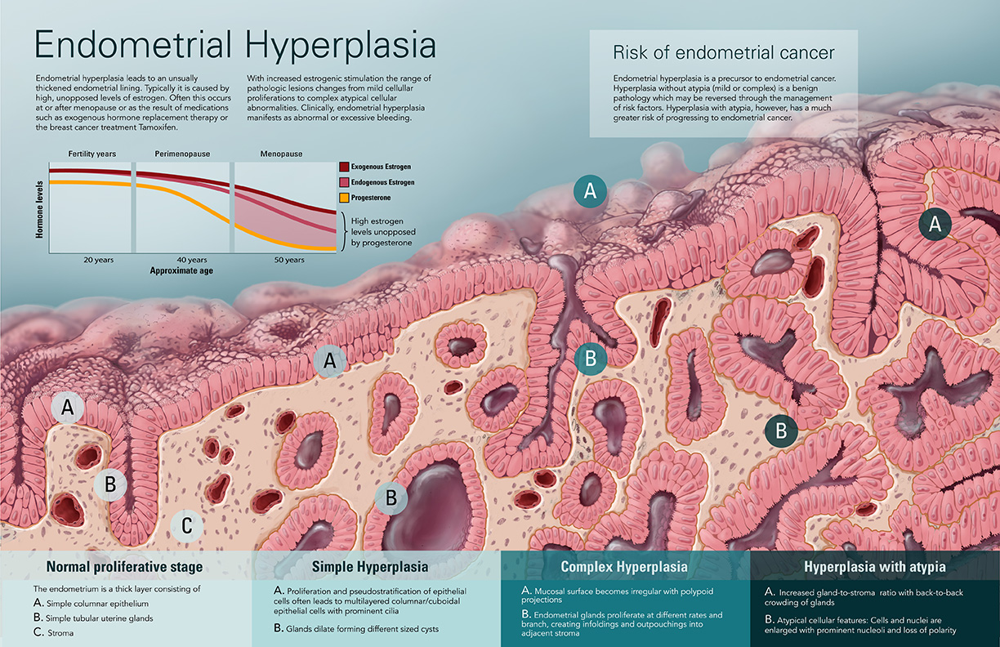 Endometrial Hyperplasia
Endometrial hyperplasia leads to an unsually
thickened endometrial lining. Typically it is caused by
high, unopposed levels of estrogen. Often this occurs
at or after menopause or as the result of medications
such as exogenous hormone replacement therapy or
the breast cancer treatment Tamoxifen.
With increased estrogenic stimulation the range of
pathologic lesions changes from mild cellular
proliferations to complex atypical cellular
abnormalities. Clinically, endometrial hyperplasia
manifests as abnormal or excessive bleeding.
Risk of endometrial cancer
Endometrial hyperplasia is a precursor to endometrial cancer.
Hyperplasia without atypia (mild or complex) is a benign
pathology which may be reversed through the management
of risk factors. Hyperplasia with atypia, however, has a much
greater risk of progressing to endometrial cancer.
Fertility years
Perimenopause
Menopause
Hormone levels
Exogenous Estrogen
Endogenous Estrogen
Progesterone
High estrogen
levels unopposed
by progesterone
20 years
40 years
50 years
Approximate age
A
A
A
A
B
B
B
B
C
Normal proliferative stage
The endometrium is a thick layer consisting of
A. Simple columnar epithelium
B. Simple tubular uterine glands
C. Stroma
Simple Hyperplasia
A. Proliferation and pseudostratification of epithelial
cells often leads to multilayered columnar/cuboidal
epithelial cells with prominent cilia
B. Glands dilate forming different sized cysts
Complex Hyperplasia
A. Mucosal surface becomes irregular with polypoid
projections
B. Endometrial glands proliferate at different rates and
branch, creating infoldings and outpouchings into
adjacent stroma
Hyperplasia with atypia
A. Increased gland-to-stroma ratio with back-to-back
crowding of glands
B. Atypical cellular features: Cells and nuclei are
enlarged with prominent nucleoli and loss of polarity